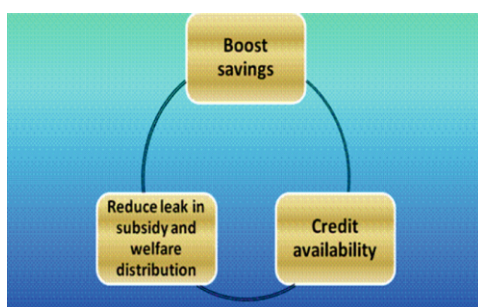 Boost
savings
Reduce leak in
subsidy and
welfare
distribution
Credit
availability